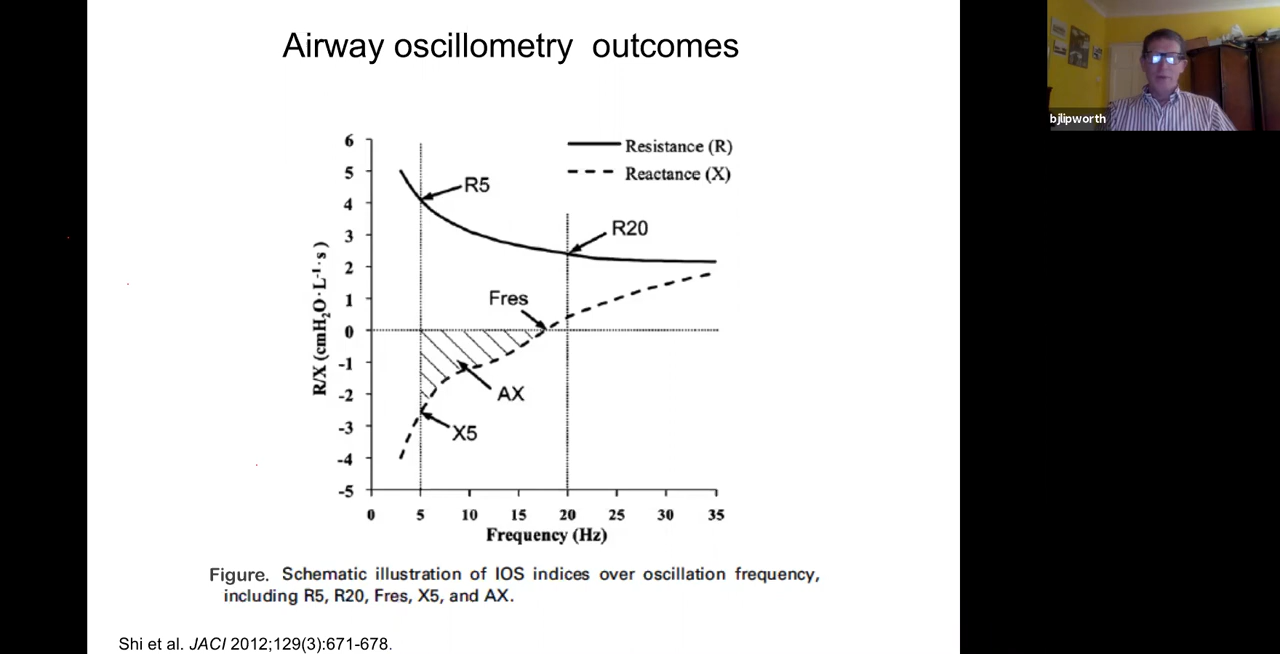 Airway oscillometry outcomes
bjlipworth
6
5
4
3
2
1
0
-1
-2
-3
-4
-5
R/X (cmH2O·L-1·s)
Resistance (R)
Reactance (X)
R5
R20
Fres
AX
X5
0 5 10 15 20 25 30 35
Frequency (Hz)
Figure. Schematic illustration of IOS indices over oscillation frequency,
including R5, R20, Fres, X5, and AX.
Shi et al. JACI 2012;129(3):671-678.